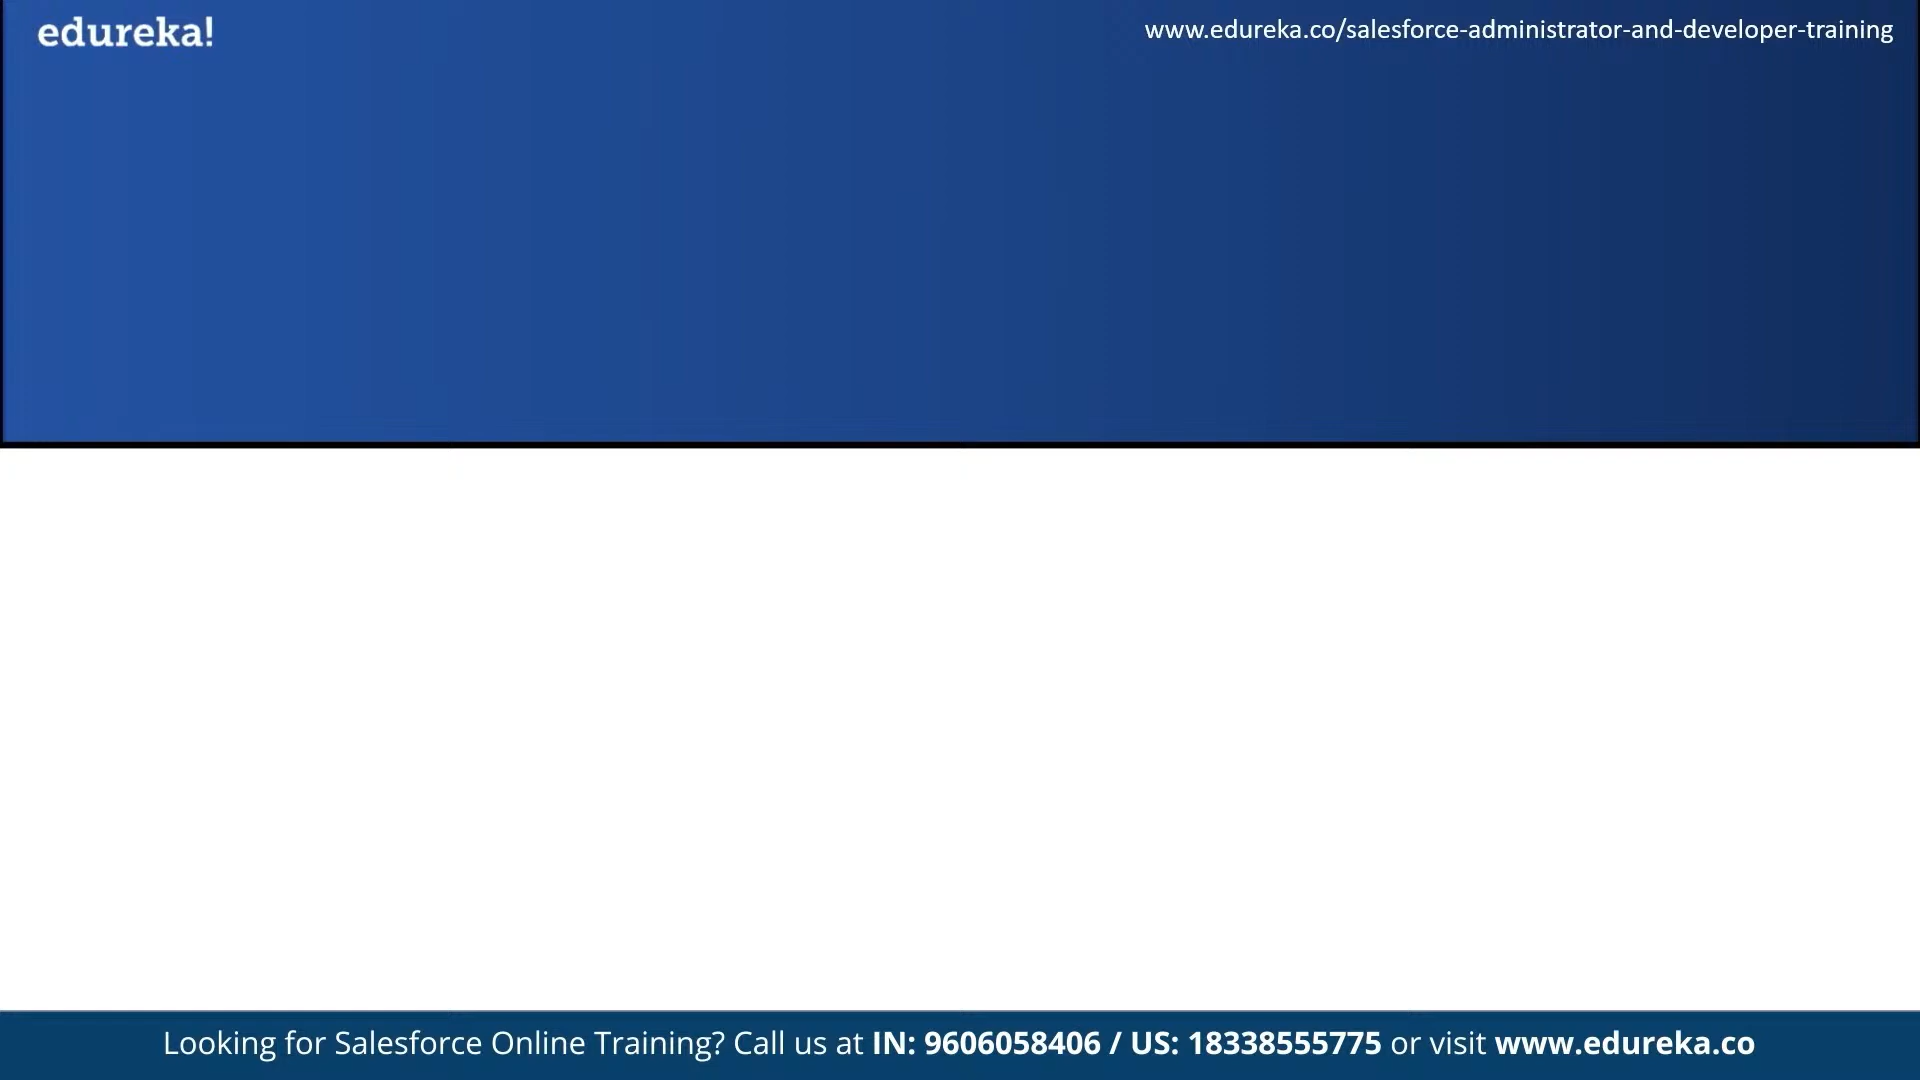 edureka!
www.edureka.co/salesforce-administrator-and-developer-training
Looking for Salesforce Online Training? Call us at IN: 9606058406 / US: 18338555775 or visit www.edureka.co